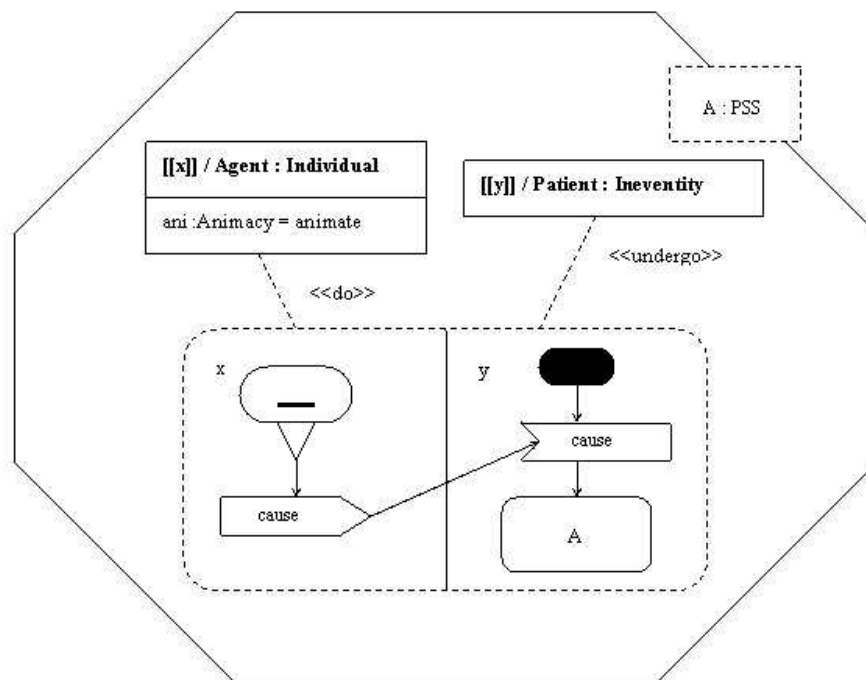 A : PSS
[[x]] / Agent : Individual
ani :Animacy = animate
[[y]] / Patient : Ineventity
<<undergo>>
<<do>>
x
y
cause
cause
A